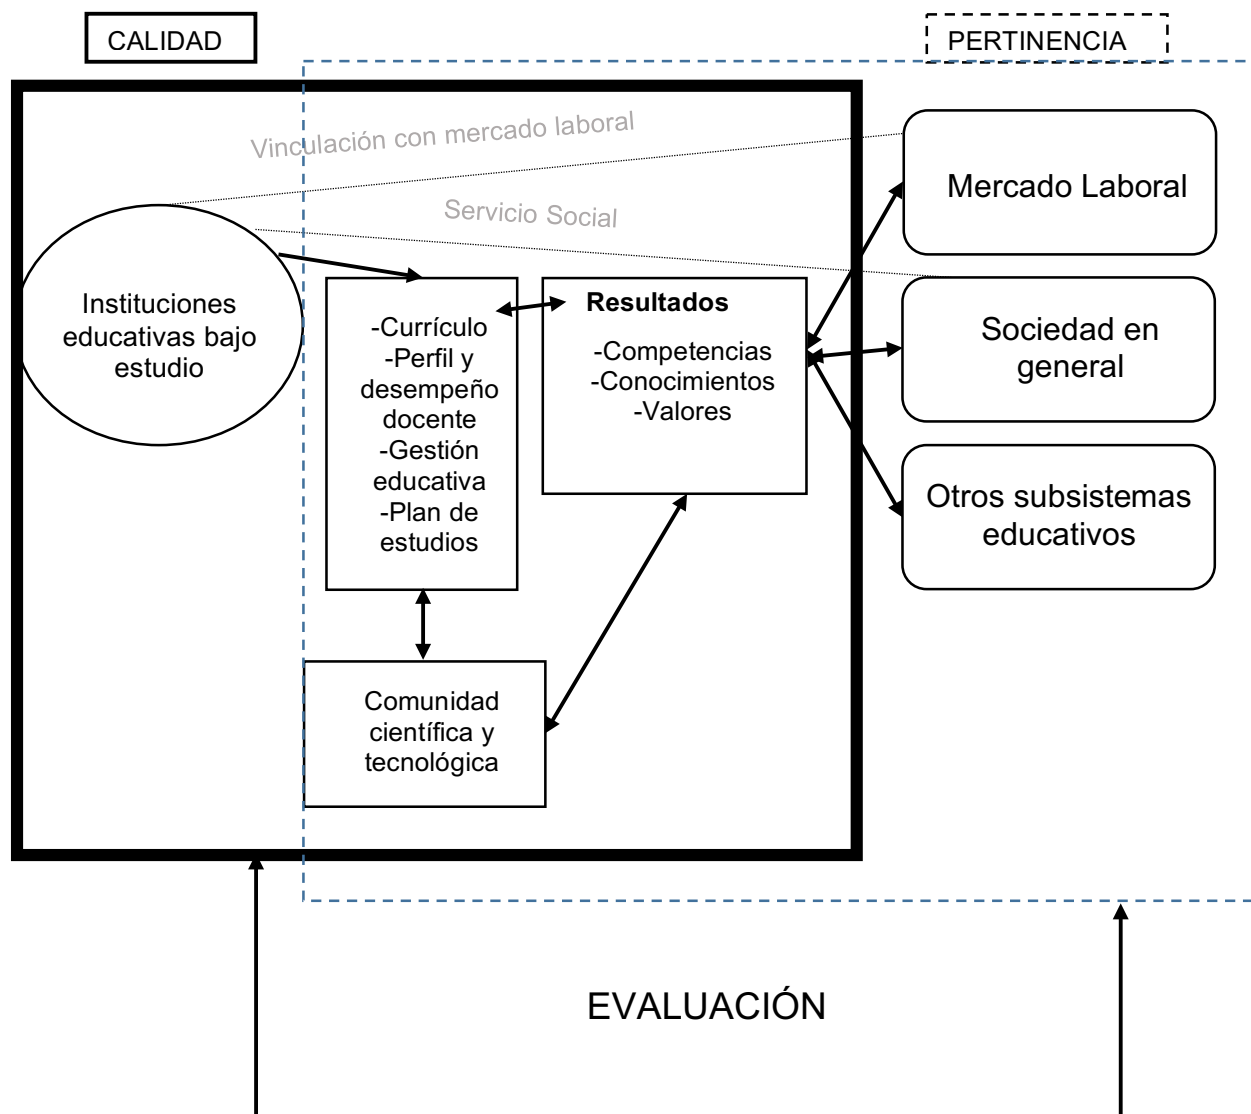 CALIDAD
PERTINENCIA
Vinculación con mercado laboral
Servicio Social
Instituciones
educativas bajo
estudio
-Currículo
-Perfil y
desempeño
docente
-Gestión
educativa
-Plan de
estudios
Resultados
-Competencias
-Conocimientos
-Valores
Mercado Laboral
Sociedad en
general
Otros subsistemas
educativos
Comunidad
científica y
tecnológica
EVALUACIÓN